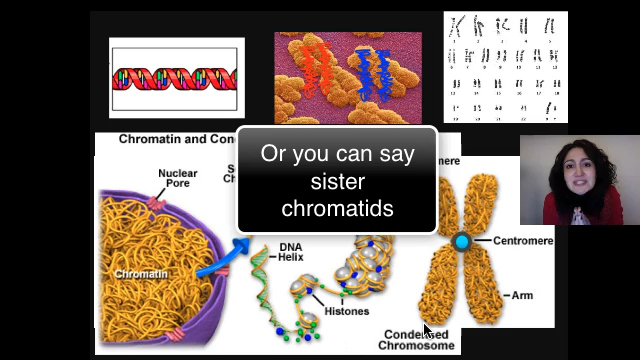 Chromatin and Con
Or you can say
sister
chromatids
Nuclear
Pore
S
Ch
mere
Chromatin
DNA
Helix
Histones
Centromere
Arm
Condensed
Chromosome